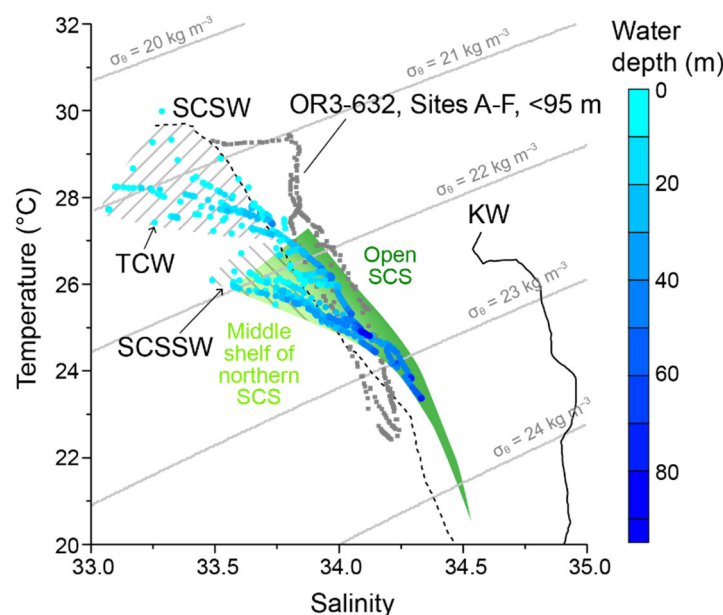 Water
depth (m)
32
30
28
26
24
22
20
Temperature (°C)
33.0
33.5
34.0
34.5
35.0
Salinity
σθ = 20 kg m⁻³
σθ = 21 kg m⁻³
σθ = 22 kg m⁻³
σθ = 23 kg m⁻³
σθ = 24 kg m⁻³
SCSW
OR3-632, Sites A-F, <95 m
KW
TCW
Open
SCS
SCSSW
Middle
shelf of
northern
SCS
0
20
40
60
80